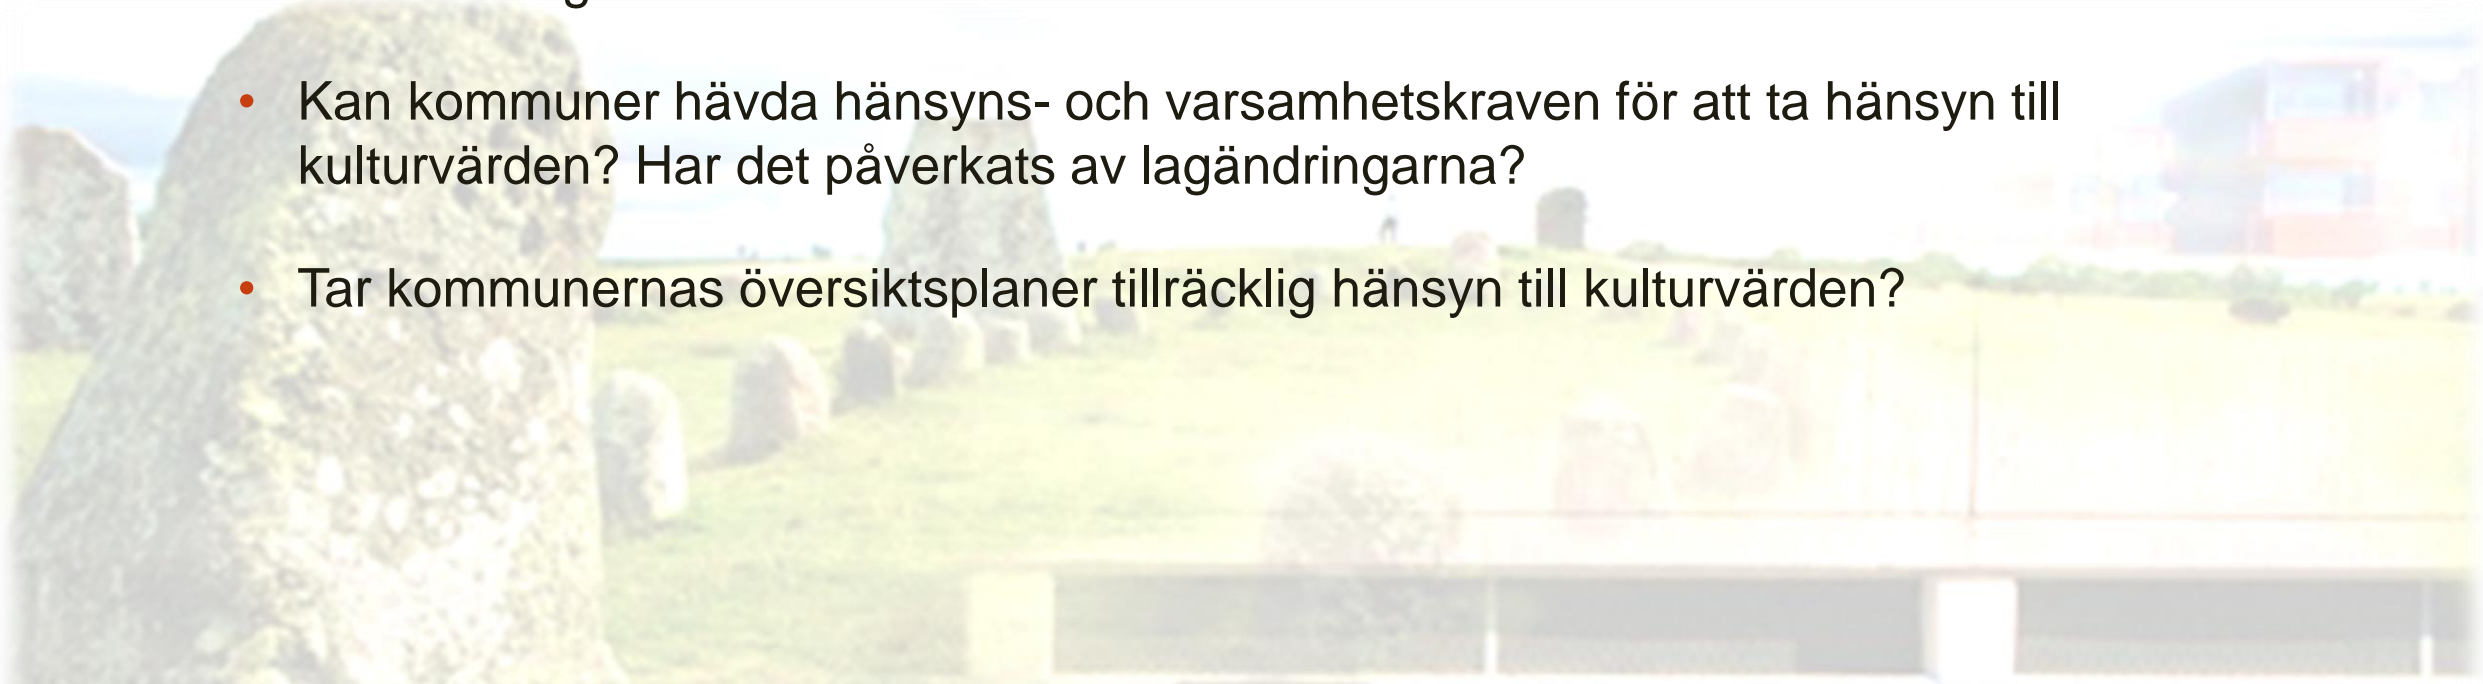 • Kan kommuner hävda hänsyns- och varsamhetskraven för att ta hänsyn till
kulturvärden? Har det påverkats av lagändringarna?
• Tar kommunernas översiktsplaner tillräcklig hänsyn till kulturvärden?